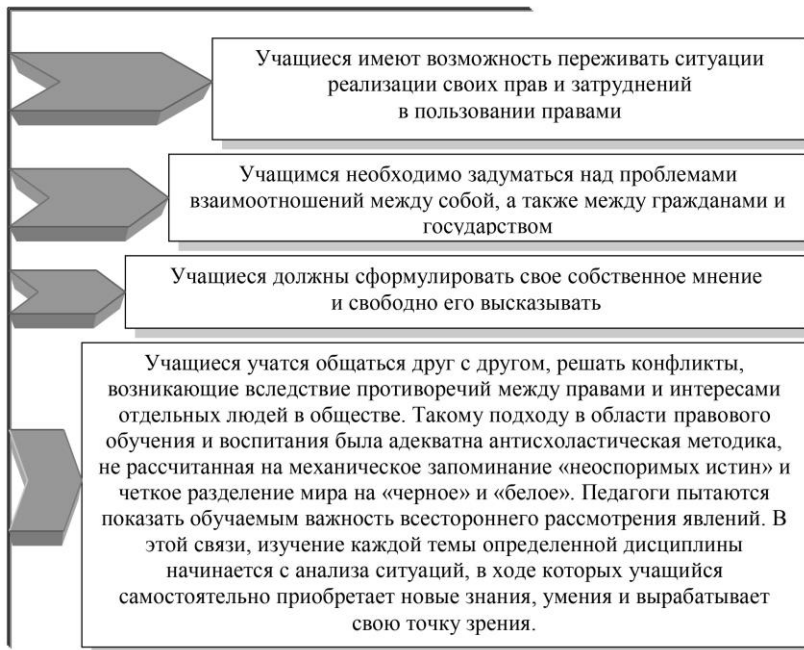 Учащиеся имеют возможность переживать ситуации
реализации своих прав и затруднений
в пользовании правами
Учащимся необходимо задуматься над проблемами
взаимоотношений между собой, а также между гражданами и
государством
Учащиеся должны сформулировать свое собственное мнение
и свободно его высказывать
Учащиеся учатся общаться друг с другом, решать конфликты,
возникающие вследствие противоречий между правами и интересами
отдельных людей в обществе. Такому подходу в области правового
обучения и воспитания была адекватна антисхоластическая методика,
не рассчитанная на механическое запоминание «неоспоримых истин» и
четкое разделение мира на «черное» и «белое». Педагоги пытаются
показать обучаемым важность всестороннего рассмотрения явлений. В
этой связи, изучение каждой темы определенной дисциплины
начинается с анализа ситуаций, в ходе которых учащийся
самостоятельно приобретает новые знания, умения и вырабатывает
свою точку зрения.